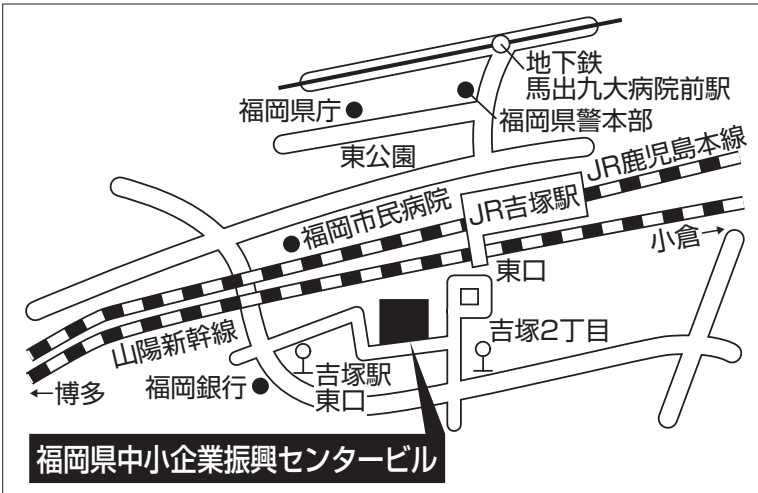 地下鉄
馬出九大病院前駅
福岡県庁
福岡県警本部
東公園
JR鹿児島本線
福岡市民病院
JR吉塚駅
小倉→
東口
山陽新幹線
吉塚2丁目
←博多
福岡銀行
吉塚駅
東口
福岡県中小企業振興センタービル